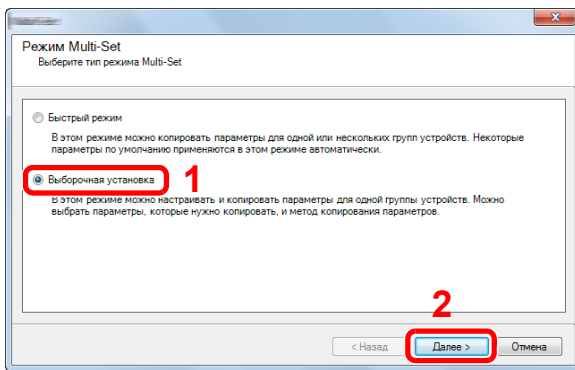 Режим Multi-Set
Выберите тип режима Multi-Set
Быстрый режим
В этом режиме можно копировать параметры для одной или нескольких групп устройств. Некоторые
параметры по умолчанию применяются в этом режиме автоматически.
Выборочная установка 1
В этом режиме можно настраивать и копировать параметры для одной группы устройств. Можно
выбрать параметры, которые нужно копировать, и метод копирования параметров.
2
< Назад Далее > Отмена